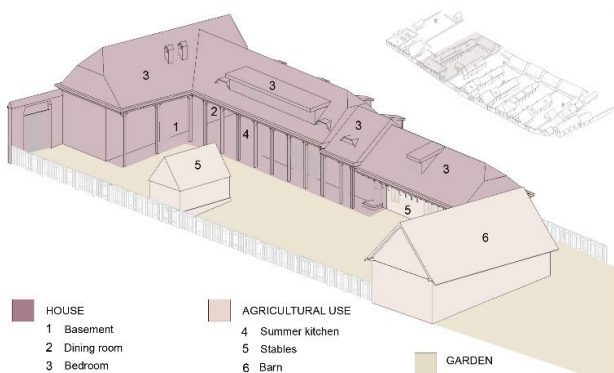 3
3
1
2
3
4
5
3
5
6
HOUSE
1 Basement
2 Dining room
3 Bedroom
AGRICULTURAL USE
4 Summer kitchen
5 Stables
6 Barn
GARDEN